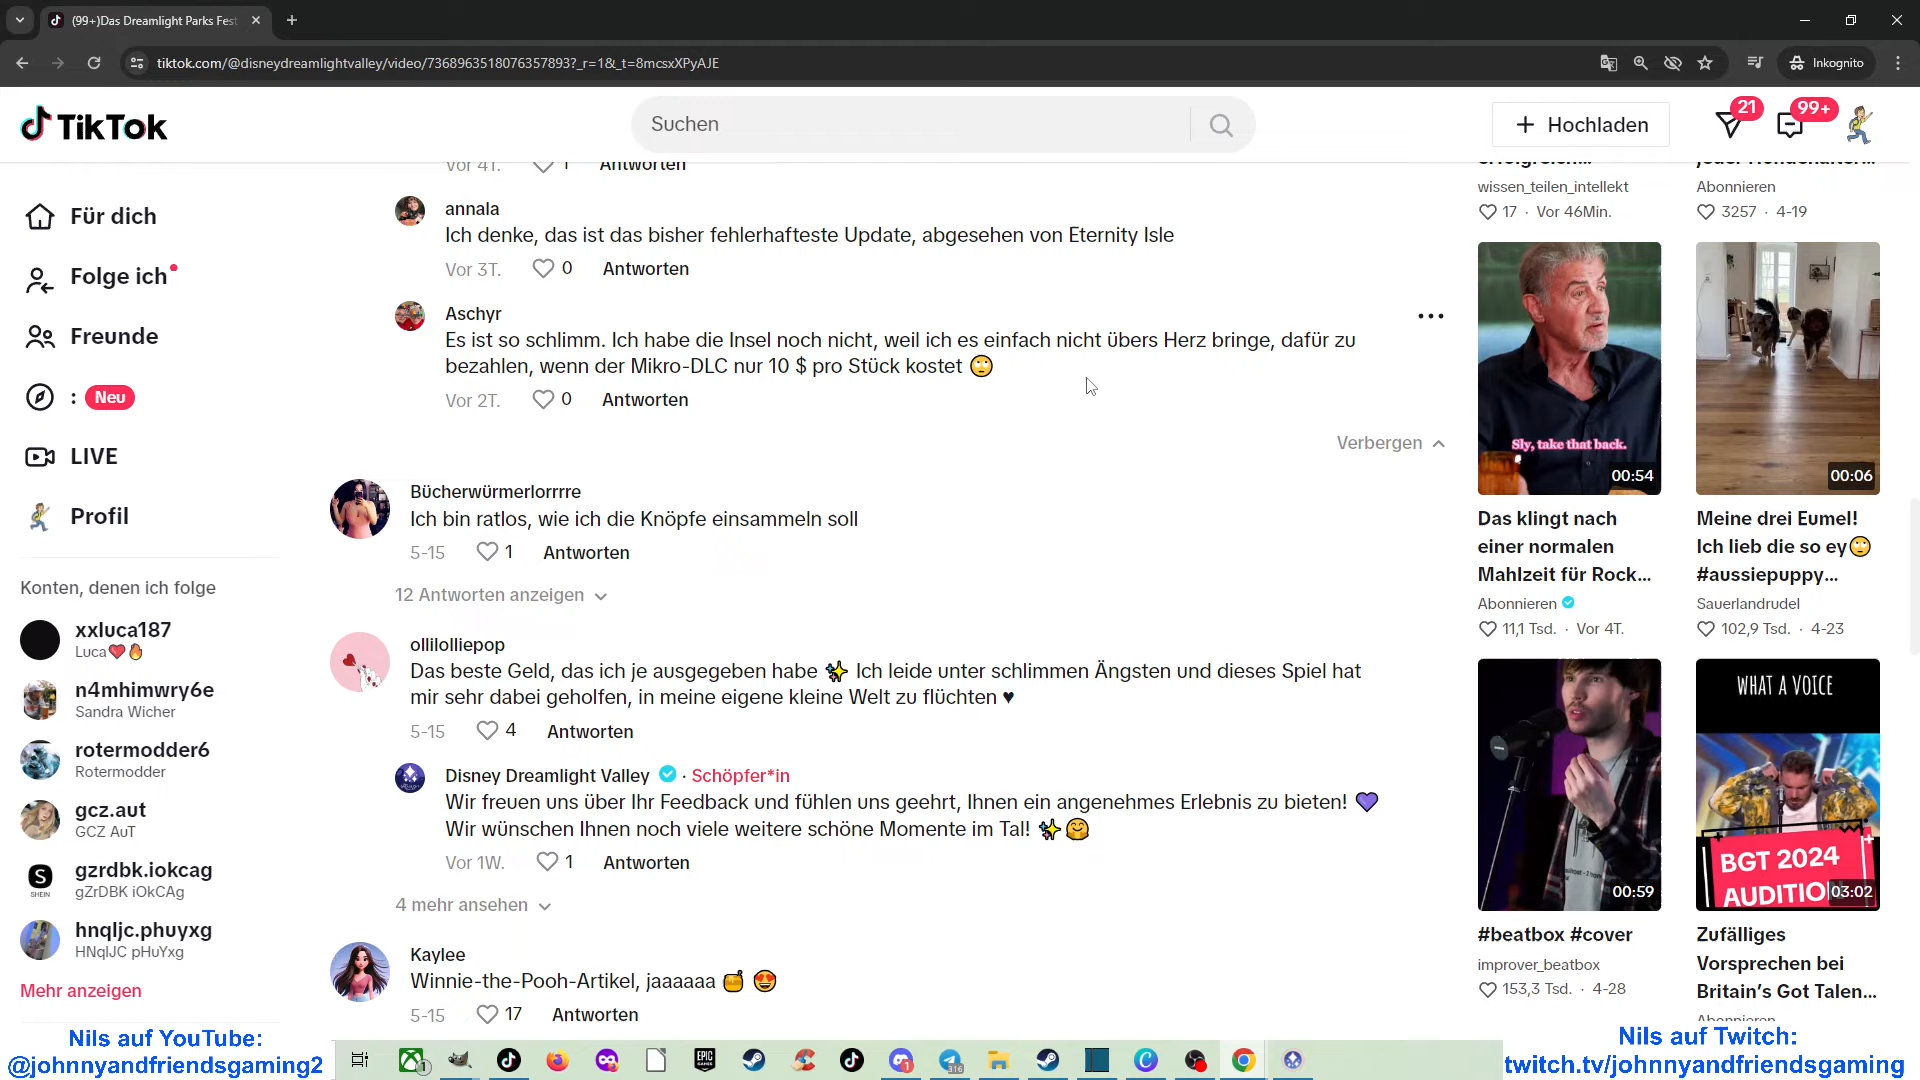 (99+)Das Dreamlight Parks Fest
tiktok.com/@disneydreamlightvalley/video/7368963518076357893?_r=1&_t=8mcsxXPyAJE
Inkognito
TikTok
Suchen
Hochladen
21
99+
Für dich
Folge ich
Freunde
: Neu
LIVE
Profil
Konten, denen ich folge
xxluca187
Luca❤️🔥
n4mhimwry6e
Sandra Wicher
rotermodder6
Rotermodder
gcz.aut
GCZ AuT
SHEIN
gzrdbk.iokcag
gZrDBK iOkCAg
hnqljc.phuyxg
HNqlJC pHuYxg
Mehr anzeigen
Vor 4T. 1 Antworten
annala
Ich denke, das ist das bisher fehlerhafteste Update, abgesehen von Eternity Isle
Vor 3T. 0 Antworten
Aschyr
Es ist so schlimm. Ich habe die Insel noch nicht, weil ich es einfach nicht übers Herz bringe, dafür zu
bezahlen, wenn der Mikro-DLC nur 10 $ pro Stück kostet 🙄
Vor 2T. 0 Antworten
Verbergen
Bücherwürmerlorrrre
Ich bin ratlos, wie ich die Knöpfe einsammeln soll
5-15 1 Antworten
12 Antworten anzeigen
ollilolliepop
Das beste Geld, das ich je ausgegeben habe ✨ Ich leide unter schlimmen Ängsten und dieses Spiel hat
mir sehr dabei geholfen, in meine eigene kleine Welt zu flüchten ♥
5-15 4 Antworten
Disney Dreamlight Valley · Schöpfer*in
Wir freuen uns über Ihr Feedback und fühlen uns geehrt, Ihnen ein angenehmes Erlebnis zu bieten! 💜
Wir wünschen Ihnen noch viele weitere schöne Momente im Tal! ✨🤗
Vor 1W. 1 Antworten
4 mehr ansehen
Kaylee
Winnie-the-Pooh-Artikel, jaaaaaa 🍯 😍
5-15 17 Antworten
wissen_teilen_intellekt
17 · Vor 46Min.
Abonnieren
3257 · 4-19
Sly, take that back.
00:54
Das klingt nach
einer normalen
Mahlzeit für Rock...
Abonnieren
11,1 Tsd. · Vor 4T.
00:06
Meine drei Eumel!
Ich lieb die so ey🙄
#aussiepuppy...
Sauerlandrudel
102,9 Tsd. · 4-23
00:59
#beatbox #cover
improver_beatbox
153,3 Tsd. · 4-28
WHAT A VOICE
BGT 2024
AUDITIO
03:02
Zufälliges
Vorsprechen bei
Britain's Got Talen...
Abonnieren
Nils auf YouTube:
@johnnyandfriendsgaming2
1
EPIC
GAMES
1
316
Nils auf Twitch:
twitch.tv/johnnyandfriendsgaming